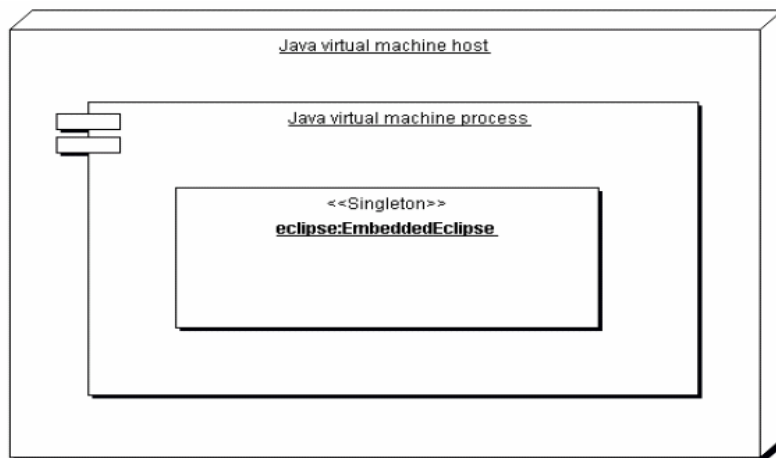 Java virtual machine host
Java virtual machine process
<<Singleton>>
eclipse:EmbeddedEclipse